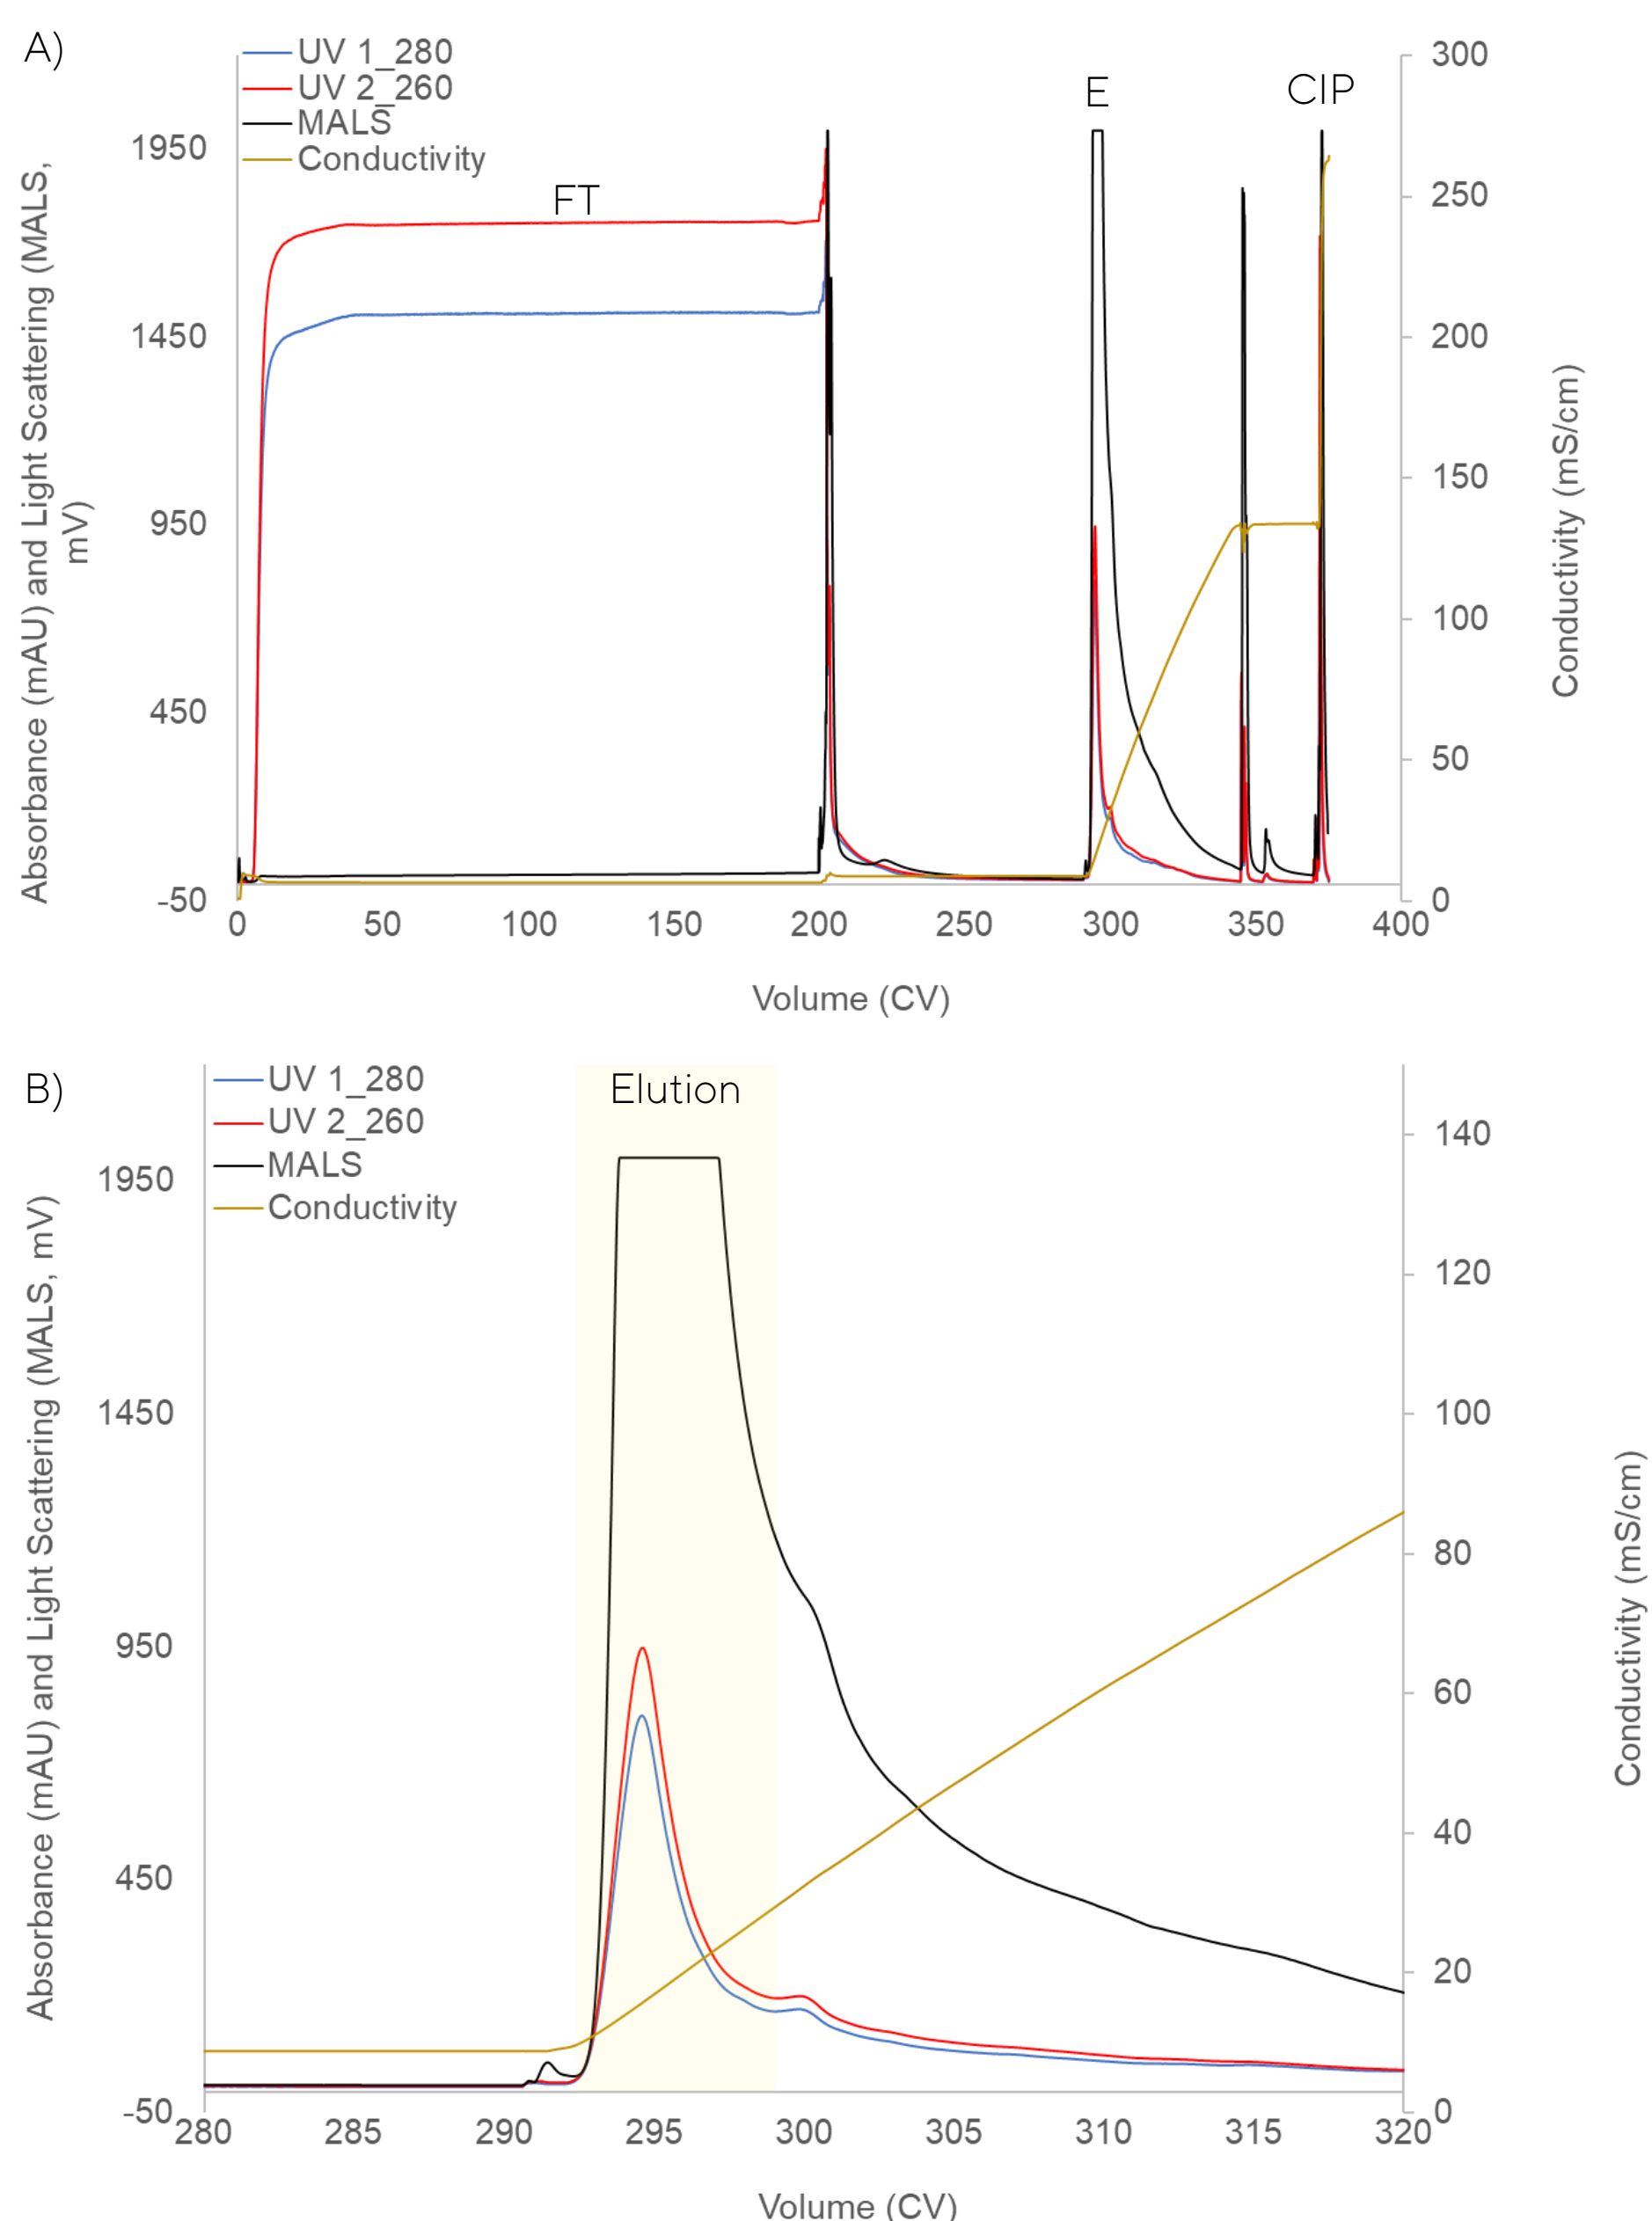 A)
UV 1_280
UV 2_260
MALS
Conductivity
FT
E
CIP
Absorbance (mAU) and Light Scattering (MALS,
mV)
1950
1450
950
450
-50
300
250
200
150
100
50
0
Conductivity (mS/cm)
0 50 100 150 200 250 300 350 400
Volume (CV)
B)
UV 1_280
UV 2_260
MALS
Conductivity
Elution
Absorbance (mAU) and Light Scattering (MALS, mV)
1950
1450
950
450
-50
140
120
100
80
60
40
20
0
Conductivity (mS/cm)
280 285 290 295 300 305 310 315 320
Volume (CV)